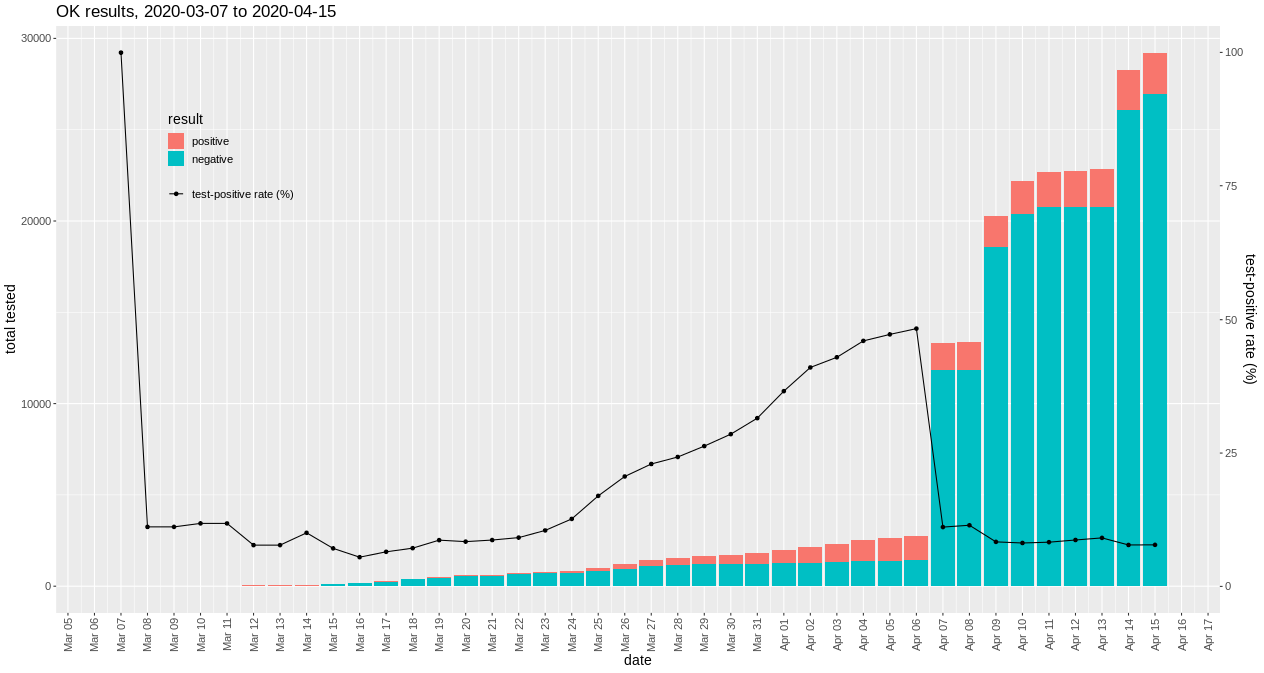 OK results, 2020-03-07 to 2020-04-15
30000
20000
10000
0
total tested
result
positive
negative
test-positive rate (%)
100
75
50
25
0
test-positive rate (%)
Mar 05
Mar 06
Mar 07
Mar 08
Mar 09
Mar 10
Mar 11
Mar 12
Mar 13
Mar 14
Mar 15
Mar 16
Mar 17
Mar 18
Mar 19
Mar 20
Mar 21
Mar 22
Mar 23
Mar 24
Mar 25
Mar 26
Mar 27
Mar 28
Mar 29
Mar 30
Mar 31
Apr 01
Apr 02
Apr 03
Apr 04
Apr 05
Apr 06
Apr 07
Apr 08
Apr 09
Apr 10
Apr 11
Apr 12
Apr 13
Apr 14
Apr 15
Apr 16
Apr 17
date